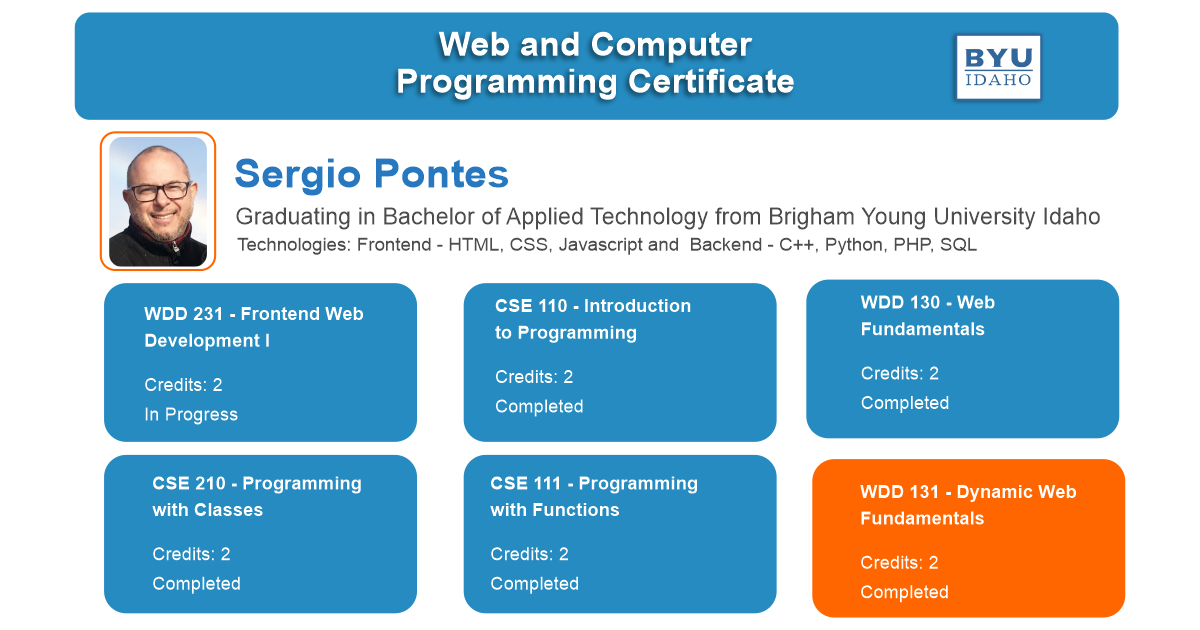 Web and Computer
Programming Certificate
BYU
IDAHO
Sergio Pontes
Graduating in Bachelor of Applied Technology from Brigham Young University Idaho
Technologies: Frontend - HTML, CSS, Javascript and  Backend - C++, Python, PHP, SQL
WDD 231 - Frontend Web
Development I
Credits: 2
In Progress
CSE 110 - Introduction
to Programming
Credits: 2
Completed
WDD 130 - Web
Fundamentals
Credits: 2
Completed
CSE 210 - Programming
with Classes
Credits: 2
Completed
CSE 111 - Programming
with Functions
Credits: 2
Completed
WDD 131 - Dynamic Web
Fundamentals
Credits: 2
Completed